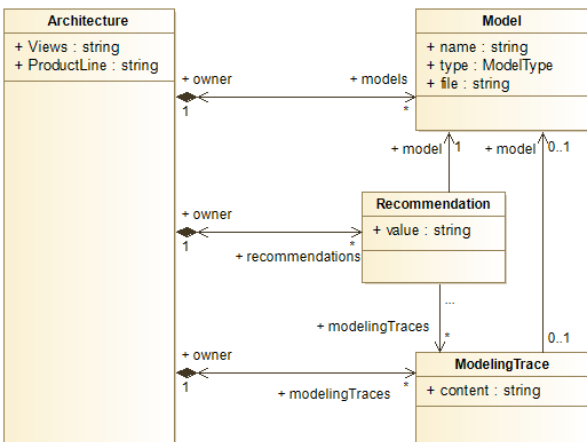 Architecture
+ Views : string
+ ProductLine : string
Model
+ name : string
+ type : ModelType
+ file : string
+ owner
+ models
1
*
+ model
1
+ model
0..1
Recommendation
+ value : string
+ owner
1
*
+ recommendations
...
+ modelingTraces
*
0..1
+ owner
1
*
+ modelingTraces
ModelingTrace
+ content : string